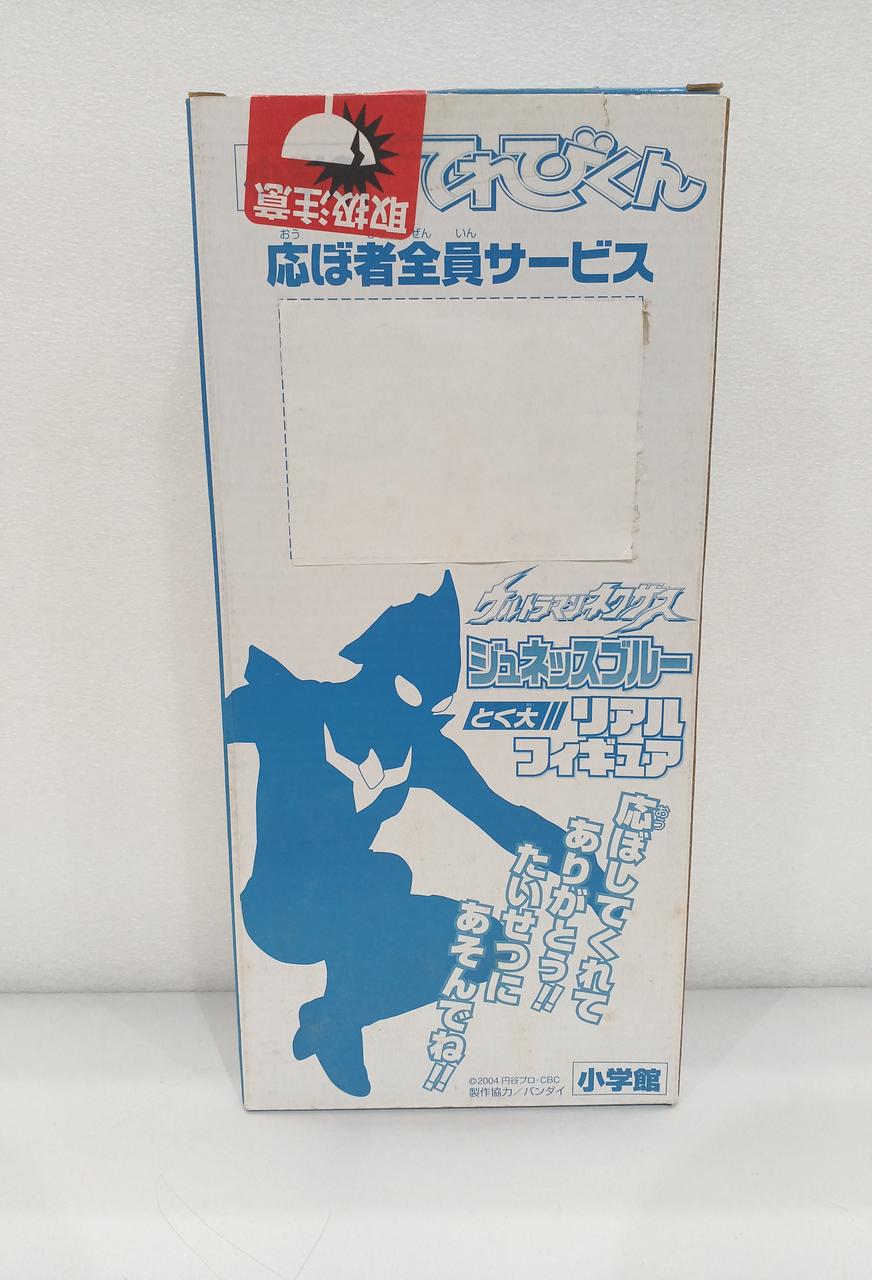 取扱注意
てれびくん
おう ぜん いん
応ぼ者全員サービス
ウルトラマンネクサス
ジュネッスブルー
だい
とく大
リアル
フィギュア
おう
応ぼしてくれて
ありがとう!!
たいせつに
あそんでね!!
©2004 円谷プロ・CBC
製作協力/バンダイ
小学館